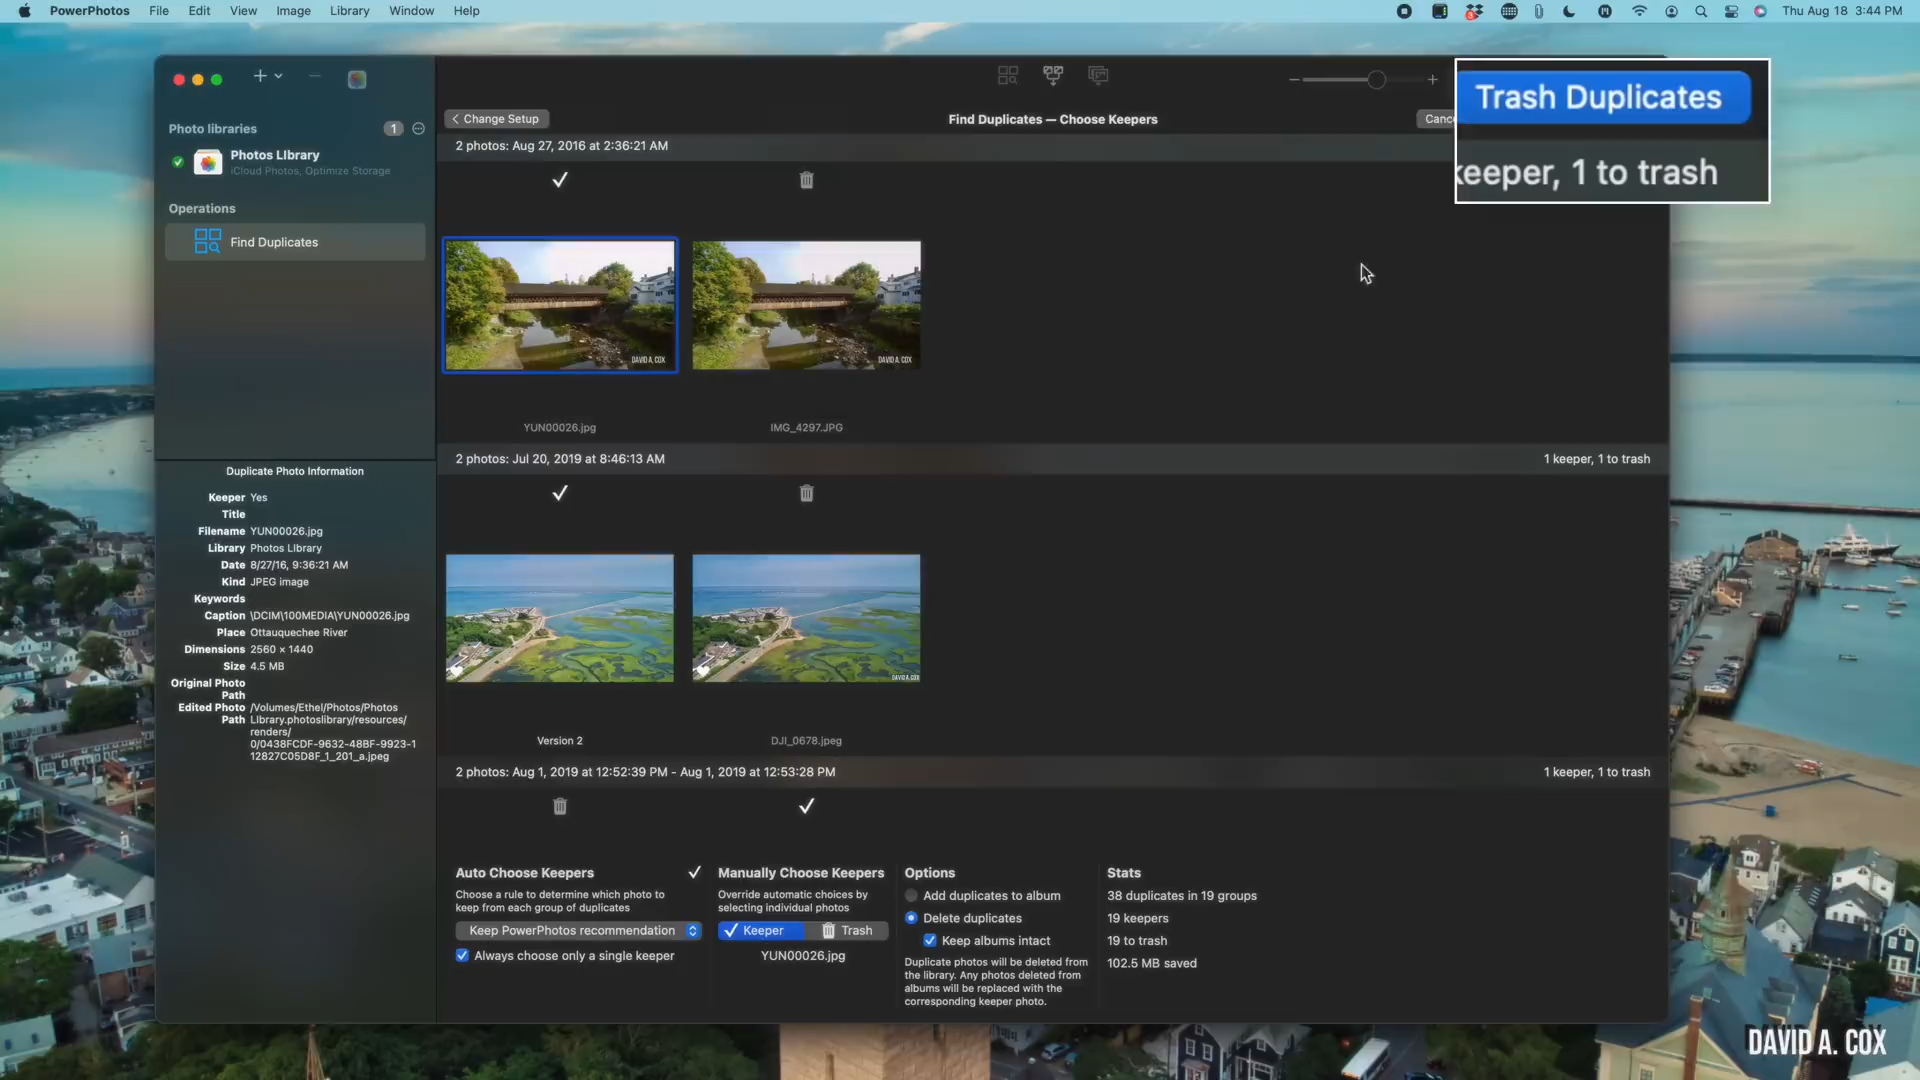 PowerPhotos File Edit View Image Library Window Help
Thu Aug 18 3:44 PM
Photo libraries 1
Photos LIbrary
iCloud Photos, Optimize Storage
Operations
Find Duplicates
Change Setup
Find Duplicates — Choose Keepers
Trash Duplicates
keeper, 1 to trash
2 photos: Aug 27, 2016 at 2:36:21 AM
DAVID A. COX
DAVID A. COX
YUN00026.jpg
IMG_4297.JPG
2 photos: Jul 20, 2019 at 8:46:13 AM
1 keeper, 1 to trash
DAVID A. COX
Version 2
DJI_0678.jpeg
2 photos: Aug 1, 2019 at 12:52:39 PM - Aug 1, 2019 at 12:53:28 PM
1 keeper, 1 to trash
Duplicate Photo Information
Keeper Yes
Title
Filename YUN00026.jpg
Library Photos LIbrary
Date 8/27/16, 9:36:21 AM
Kind JPEG image
Keywords
Caption \DCIM\100MEDIA\YUN00026.jpg
Place Ottauquechee River
Dimensions 2560 × 1440
Size 4.5 MB
Original Photo
Path
Edited Photo /Volumes/Ethel/Photos/Photos
Path LIbrary.photoslibrary/resources/
renders/
0/0438FCDF-9632-48BF-9923-1
12827C05D8F_1_201_a.jpeg
Auto Choose Keepers
Choose a rule to determine which photo to
keep from each group of duplicates
Keep PowerPhotos recommendation
Always choose only a single keeper
Manually Choose Keepers
Override automatic choices by
selecting individual photos
Keeper Trash
YUN00026.jpg
Options
Add duplicates to album
Delete duplicates
Keep albums intact
Duplicate photos will be deleted from
the library. Any photos deleted from
albums will be replaced with the
corresponding keeper photo.
Stats
38 duplicates in 19 groups
19 keepers
19 to trash
102.5 MB saved
DAVID A. COX